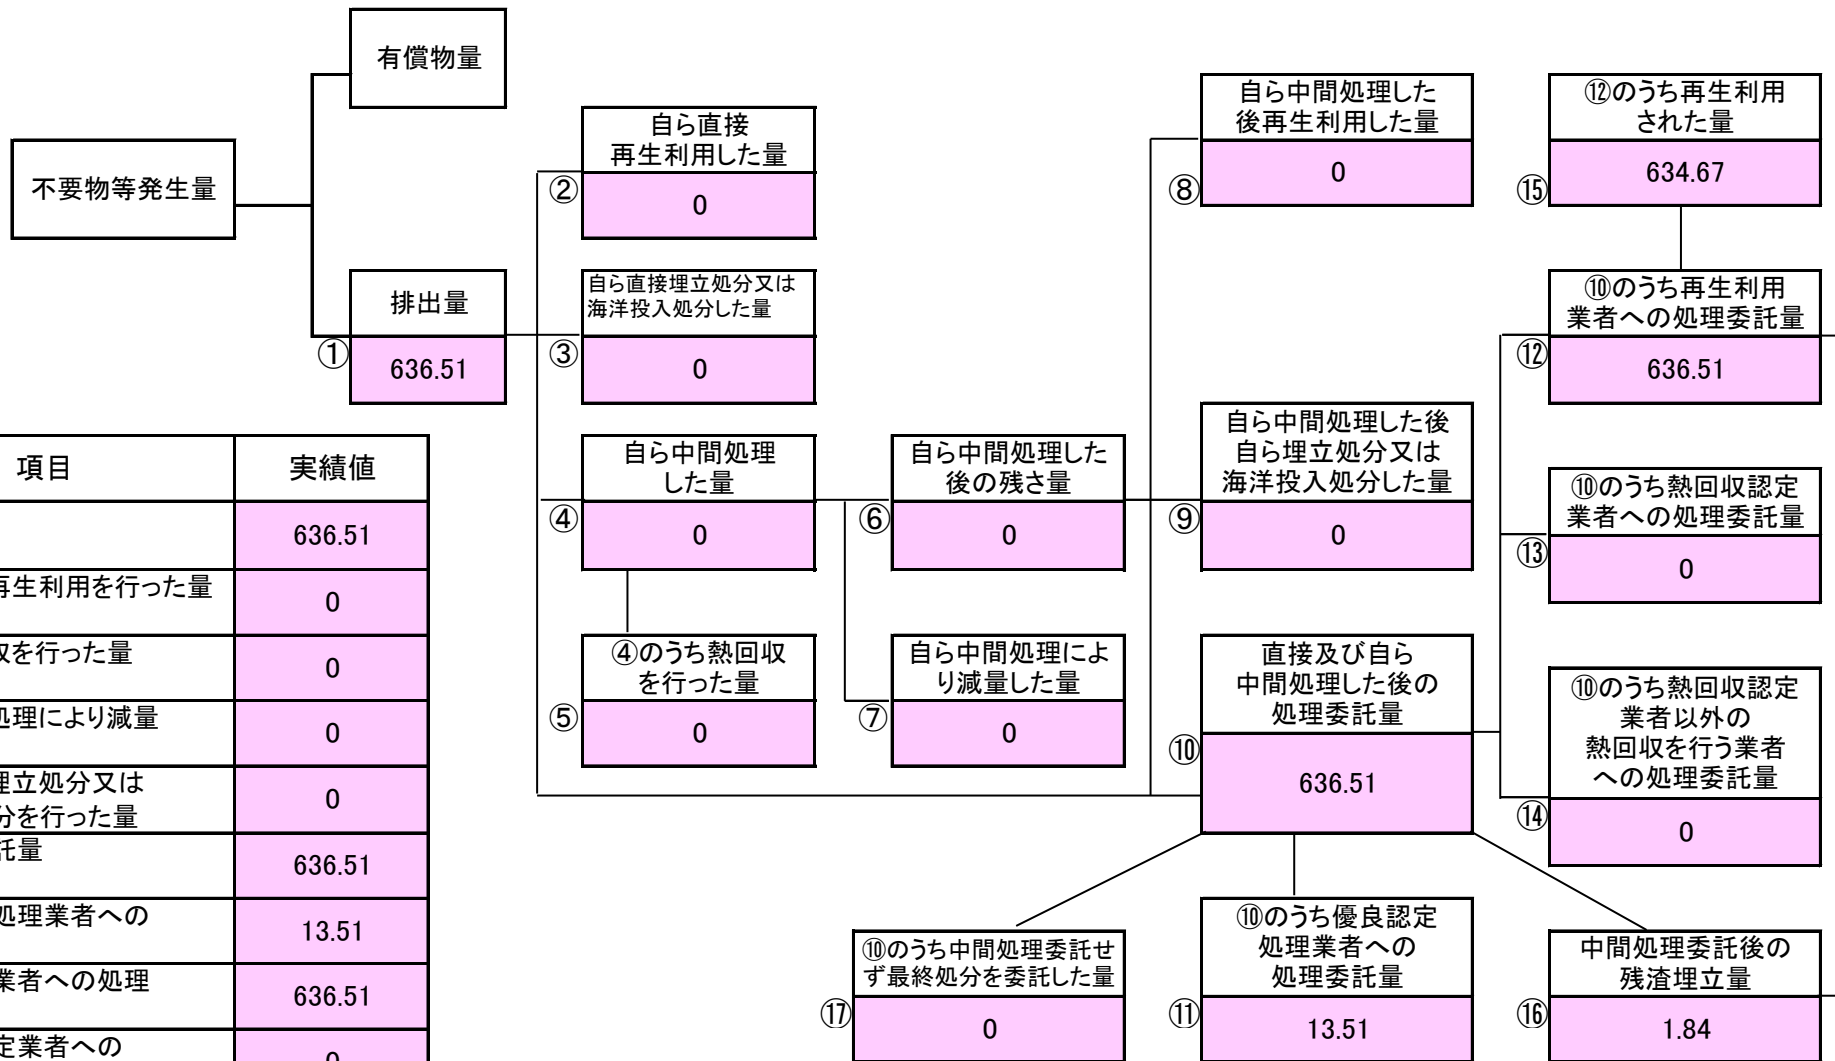 有償物量
不要物等発生量
排出量
①
636.51
自ら直接
再生利用した量
②
0
自ら直接埋立処分又は
海洋投入処分した量
③
0
自ら中間処理
した量
④
0
④のうち熱回収
を行った量
⑤
0
自ら中間処理した
後の残さ量
⑥
0
自ら中間処理によ
り減量した量
⑦
0
自ら中間処理した
後再生利用した量
⑧
0
自ら中間処理した後
自ら埋立処分又は
海洋投入処分した量
⑨
0
直接及び自ら
中間処理した後の
処理委託量
⑩
636.51
⑩のうち優良認定
処理業者への
処理委託量
⑪
13.51
⑫のうち再生利用
された量
⑮
634.67
⑩のうち再生利用
業者への処理委託量
⑫
636.51
⑩のうち熱回収認定
業者への処理委託量
⑬
0
⑩のうち熱回収認定
業者以外の
熱回収を行う業者
への処理委託量
⑭
0
中間処理委託後の
残渣埋立量
⑯
1.84
⑩のうち中間処理委託せ
ず最終処分を委託した量
⑰
0
項目 実績値
636.51
再生利用を行った量
0
を行った量
0
処理により減量
0
埋立処分又は
分を行った量
0
託量
636.51
処理業者への
13.51
業者への処理
636.51
定業者への
0